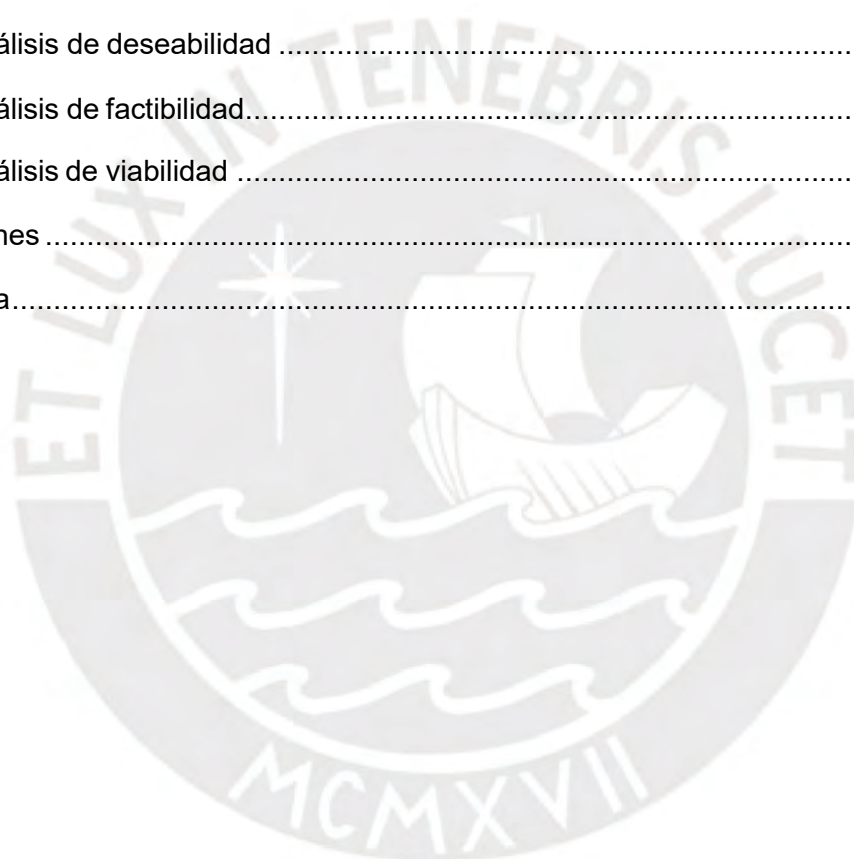 álisis de deseabilidad ......................................................................
álisis de factibilidad..........................................................................
álisis de viabilidad ...........................................................................
nes ...................................................................................................
a.......................................................................................................
ET LUX IN TENEBRIS LUCET
MCMXVII